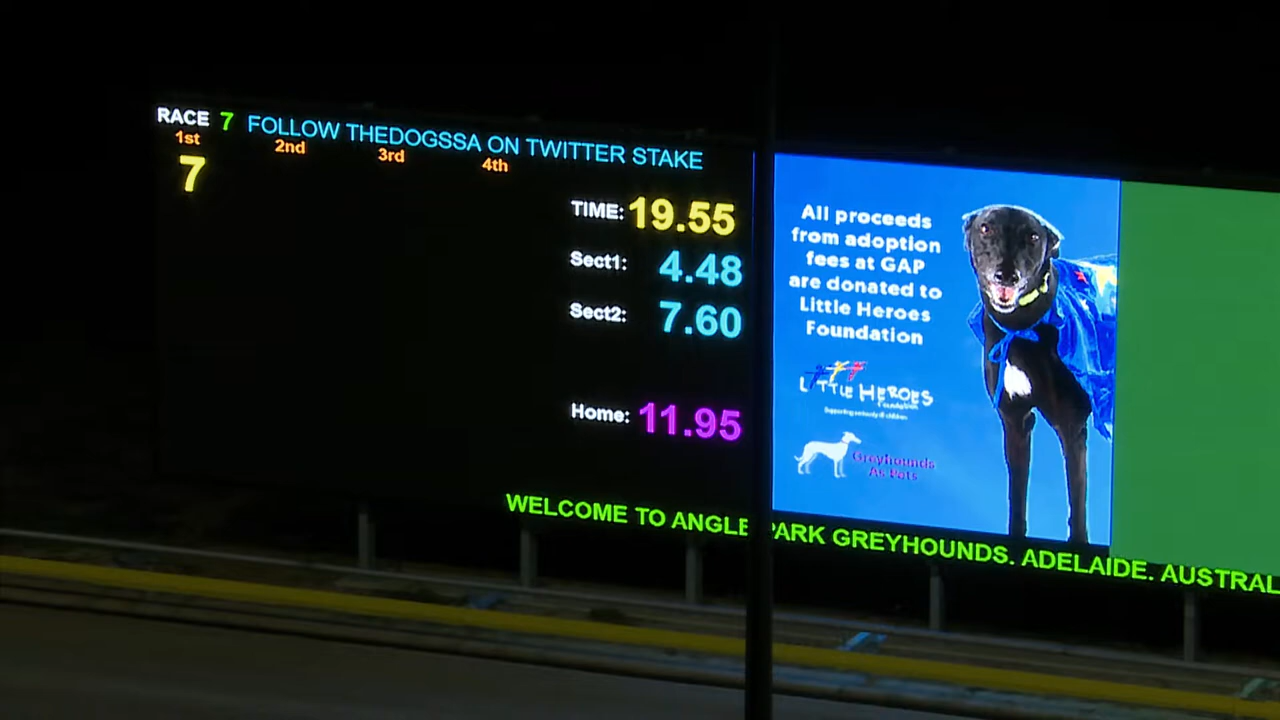 RACE 7 FOLLOW THEDOGSSA ON TWITTER STAKE
1st 2nd 3rd 4th
7
TIME: 19.55
Sect1: 4.48
Sect2: 7.60
Home: 11.95
All proceeds
from adoption
fees at GAP
are donated to
Little Heroes
Foundation
LITTLE HEROES
Foundation
Greyhounds
As Pets
WELCOME TO ANGLE PARK GREYHOUNDS. ADELAIDE. AUSTRAL